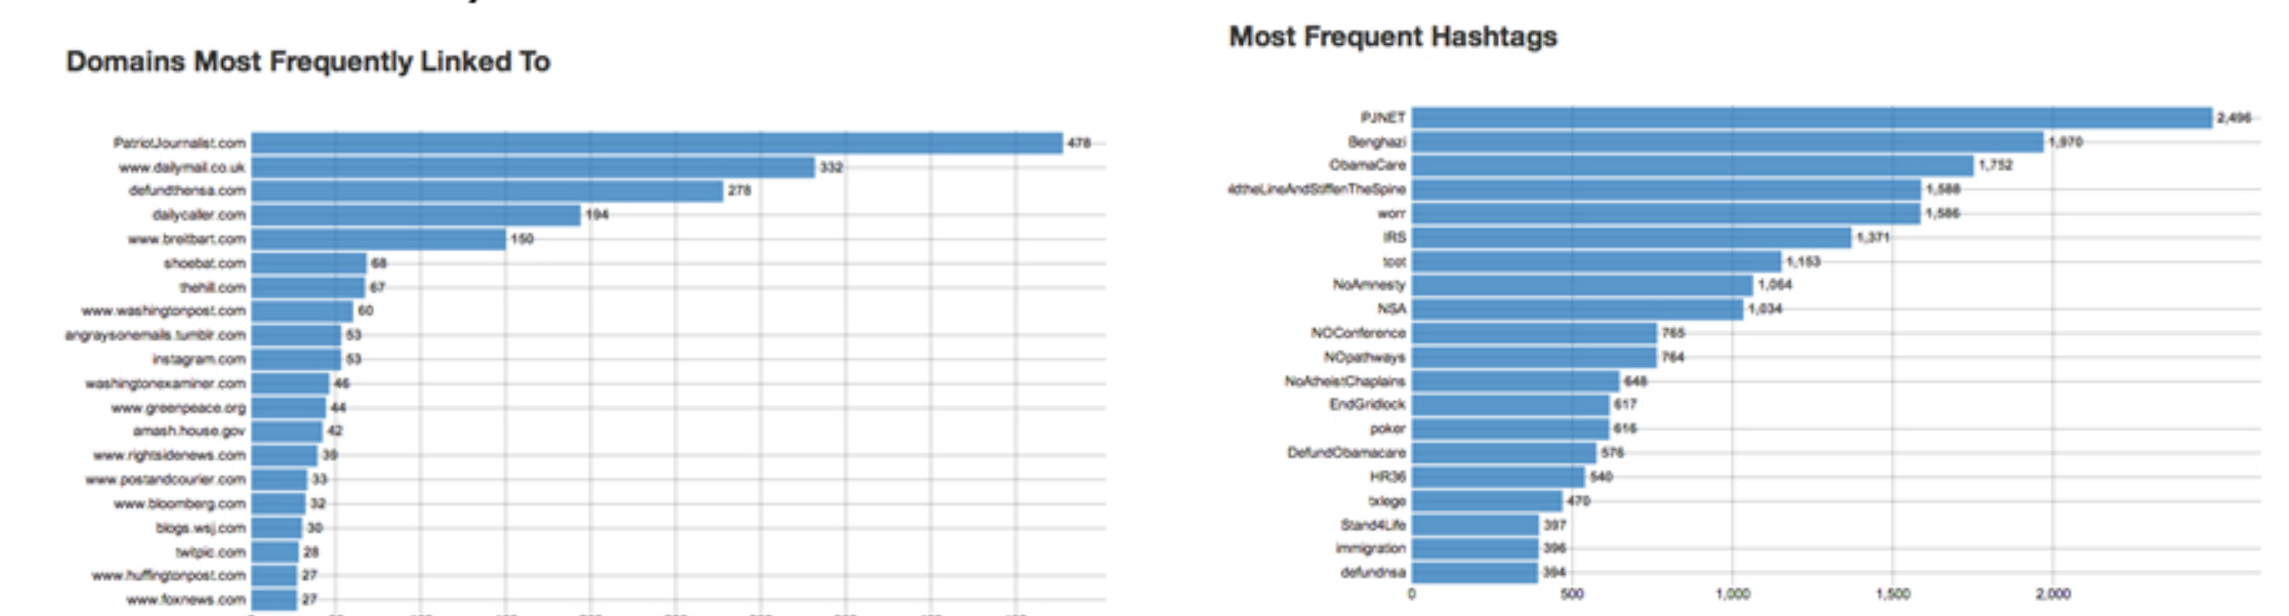 Domains Most Frequently Linked To
PatriotJournalist.com 478
www.dailymail.co.uk 332
defundthensa.com 278
dailycaller.com 194
www.breitbart.com 150
shoebat.com 68
thehill.com 67
www.washingtonpost.com 60
angraysonemails.tumblr.com 53
instagram.com 53
washingtonexaminer.com 46
www.greenpeace.org 44
amash.house.gov 42
www.rightsidenews.com 39
www.postandcourier.com 33
www.bloomberg.com 32
blogs.wsj.com 30
twitpic.com 28
www.huffingtonpost.com 27
www.foxnews.com 27
Most Frequent Hashtags
PJNET 2,496
Benghazi 1,970
ObamaCare 1,752
ldtheLineAndStiffenTheSpine 1,588
worr 1,586
IRS 1,371
tcot 1,153
NoAmnesty 1,064
NSA 1,034
NOConference 765
NOpathways 764
NoAtheistChaplains 648
EndGridlock 617
poker 616
DefundObamacare 576
HR36 540
txlege 470
Stand4Life 397
immigration 396
defundnsa 394
0 500 1,000 1,500 2,000